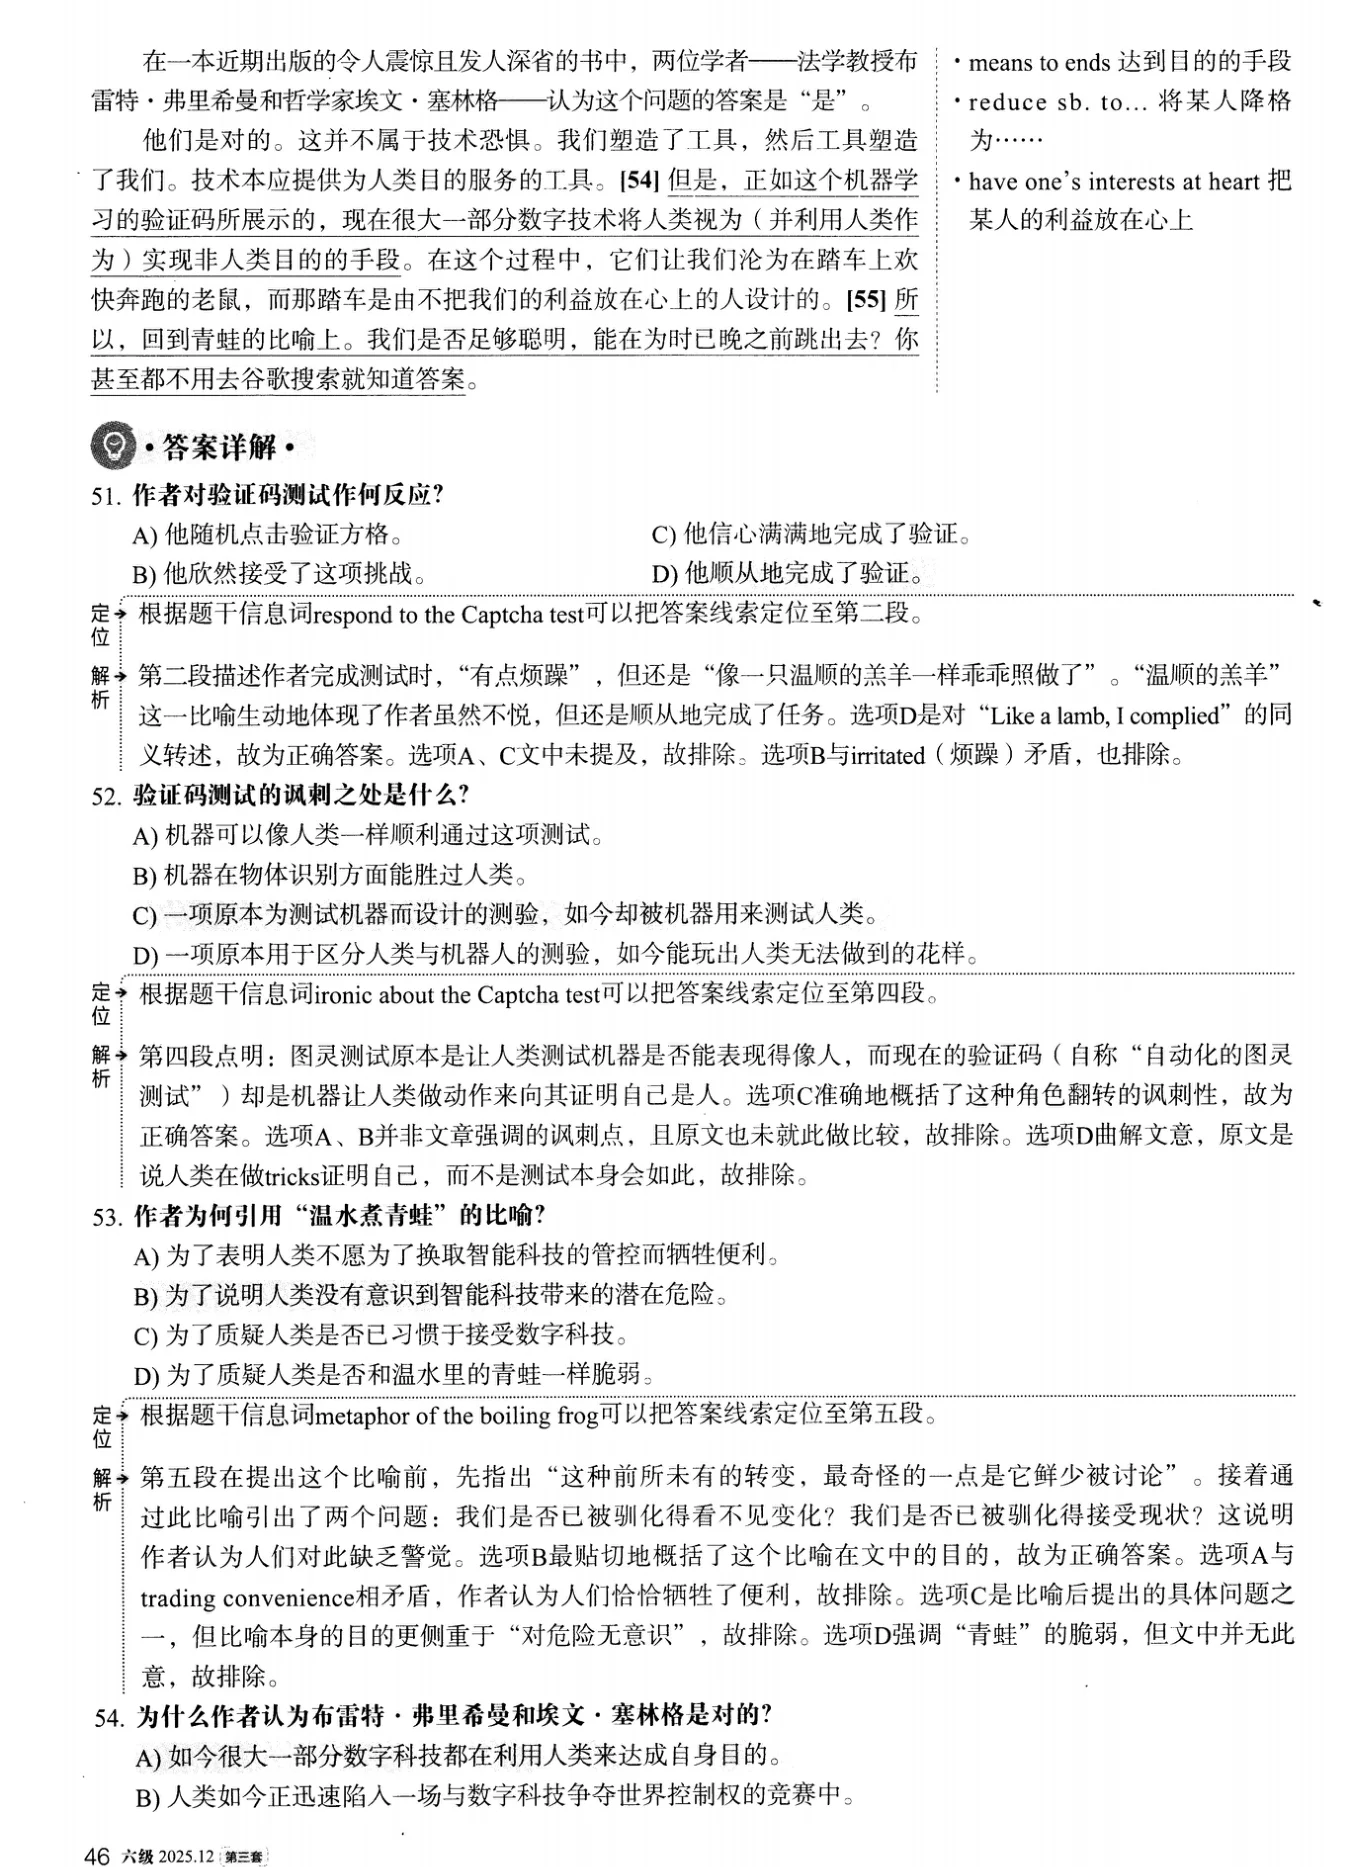 在一本近期出版的令人震惊且发人深省的书中，两位学者——法学教授布
雷特·弗里希曼和哲学家埃文·塞林格——认为这个问题的答案是“是”。
他们是对的。这并不属于技术恐惧。我们塑造了工具，然后工具塑造
了我们。技术本应提供为人类目的服务的工具。[54] 但是，正如这个机器学
习的验证码所展示的，现在很大一部分数字技术将人类视为（并利用人类作
为）实现非人类目的的手段。在这个过程中，它们让我们沦为在踏车上欢
快奔跑的老鼠，而那踏车是由不把我们的利益放在心上的人设计的。[55] 所
以，回到青蛙的比喻上。我们是否足够聪明，能在为时已晚之前跳出去？你
甚至都不用去谷歌搜索就知道答案。
· means to ends 达到目的的手段
· reduce sb. to… 将某人降格
为……
· have one's interests at heart 把
某人的利益放在心上
·答案详解·
51. 作者对验证码测试作何反应？
A) 他随机点击验证方格。
C) 他信心满满地完成了验证。
B) 他欣然接受了这项挑战。
D) 他顺从地完成了验证。
定位 根据题干信息词respond to the Captcha test可以把答案线索定位至第二段。
解析 第二段描述作者完成测试时，“有点烦躁”，但还是“像一只温顺的羔羊一样乖乖照做了”。“温顺的羔羊”
这一比喻生动地体现了作者虽然不悦，但还是顺从地完成了任务。选项D是对“Like a lamb, I complied”的同
义转述，故为正确答案。选项A、C文中未提及，故排除。选项B与irritated（烦躁）矛盾，也排除。
52. 验证码测试的讽刺之处是什么？
A) 机器可以像人类一样顺利通过这项测试。
B) 机器在物体识别方面能胜过人类。
C) 一项原本为测试机器而设计的测验，如今却被机器用来测试人类。
D) 一项原本用于区分人类与机器人的测验，如今能玩出人类无法做到的花样。
定位 根据题干信息词ironic about the Captcha test可以把答案线索定位至第四段。
解析 第四段点明：图灵测试原本是让人类测试机器是否能表现得像人，而现在的验证码（自称“自动化的图灵
测试”）却是机器让人类做动作来向其证明自己是人。选项C准确地概括了这种角色翻转的讽刺性，故为
正确答案。选项A、B并非文章强调的讽刺点，且原文也未就此做比较，故排除。选项D曲解文意，原文是
说人类在做tricks证明自己，而不是测试本身会如此，故排除。
53. 作者为何引用“温水煮青蛙”的比喻？
A) 为了表明人类不愿为了换取智能科技的管控而牺牲便利。
B) 为了说明人类没有意识到智能科技带来的潜在危险。
C) 为了质疑人类是否已习惯于接受数字科技。
D) 为了质疑人类是否和温水里的青蛙一样脆弱。
定位 根据题干信息词metaphor of the boiling frog可以把答案线索定位至第五段。
解析 第五段在提出这个比喻前，先指出“这种前所未有的转变，最奇怪的一点是它鲜少被讨论”。接着通
过此比喻引出了两个问题：我们是否已被驯化得看不见变化？我们是否已被驯化得接受现状？这说明
作者认为人们对此缺乏警觉。选项B最贴切地概括了这个比喻在文中的目的，故为正确答案。选项A与
trading convenience相矛盾，作者认为人们恰恰牺牲了便利，故排除。选项C是比喻后提出的具体问题之
一，但比喻本身的目的更侧重于“对危险无意识”，故排除。选项D强调“青蛙”的脆弱，但文中并无此
意，故排除。
54. 为什么作者认为布雷特·弗里希曼和埃文·塞林格是对的？
A) 如今很大一部分数字科技都在利用人类来达成自身目的。
B) 人类如今正迅速陷入一场与数字科技争夺世界控制权的竞赛中。
46 六级 2025.12 第三套